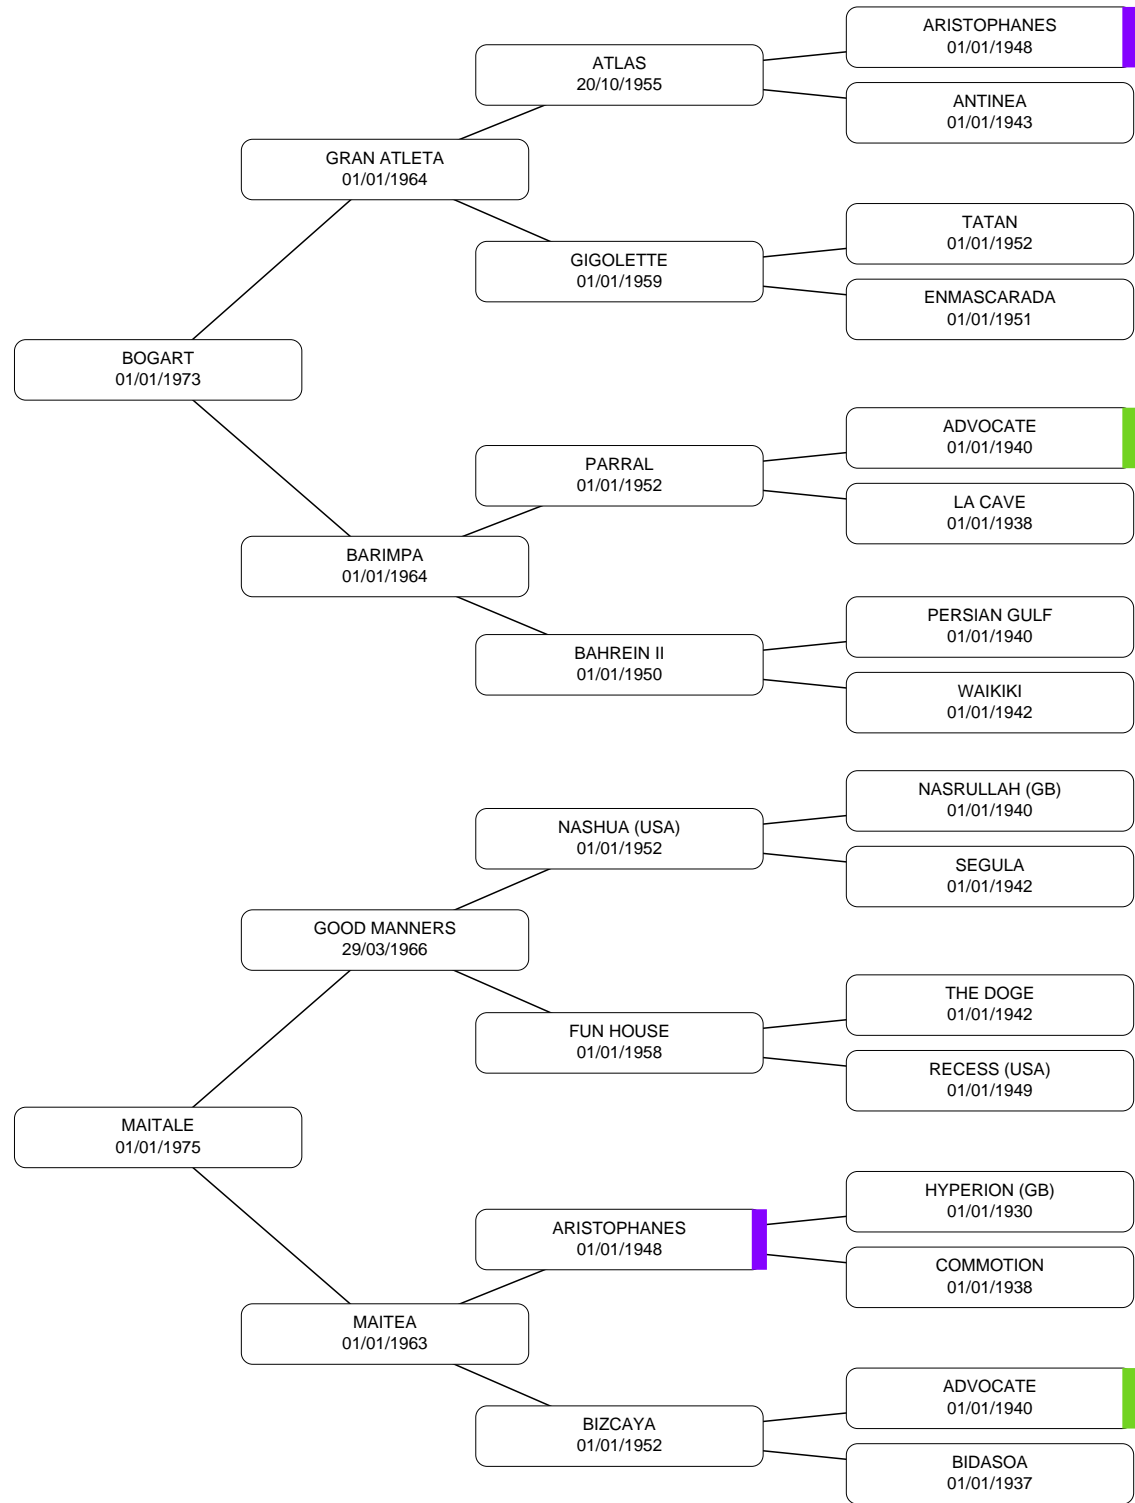 ARISTOPHANES
01/01/1948
ATLAS
20/10/1955
ANTINEA
01/01/1943
GRAN ATLETA
01/01/1964
TATAN
01/01/1952
GIGOLETTE
01/01/1959
ENMASCARADA
01/01/1951
BOGART
01/01/1973
ADVOCATE
01/01/1940
PARRAL
01/01/1952
LA CAVE
01/01/1938
BARIMPA
01/01/1964
PERSIAN GULF
01/01/1940
BAHREIN II
01/01/1950
WAIKIKI
01/01/1942
NASRULLAH (GB)
01/01/1940
NASHUA (USA)
01/01/1952
SEGULA
01/01/1942
GOOD MANNERS
29/03/1966
THE DOGE
01/01/1942
FUN HOUSE
01/01/1958
RECESS (USA)
01/01/1949
MAITALE
01/01/1975
HYPERION (GB)
01/01/1930
ARISTOPHANES
01/01/1948
COMMOTION
01/01/1938
MAITEA
01/01/1963
ADVOCATE
01/01/1940
BIZCAYA
01/01/1952
BIDASOA
01/01/1937